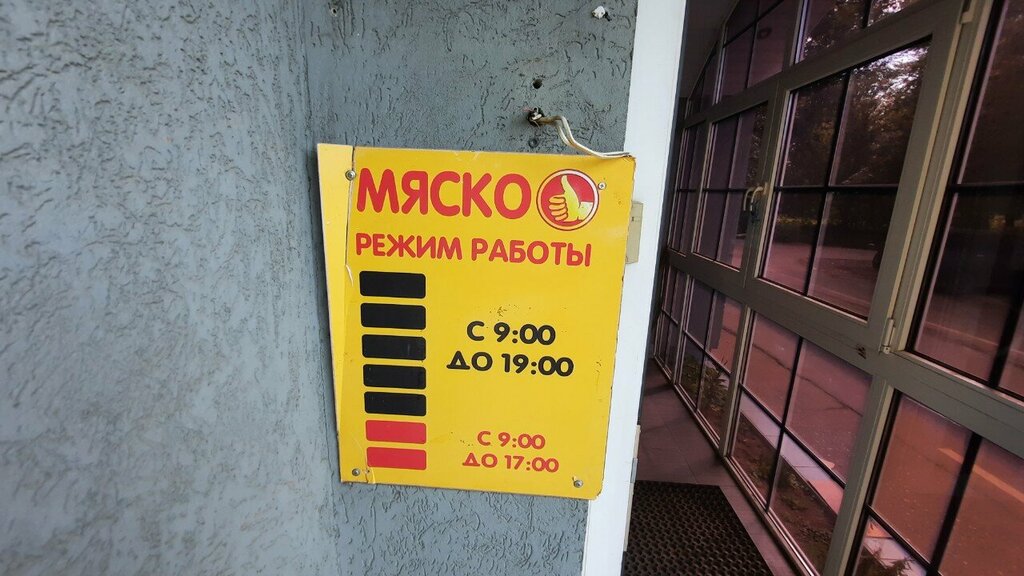 МЯСКО
РЕЖИМ РАБОТЫ
С 9:00
ДО 19:00
С 9:00
ДО 17:00